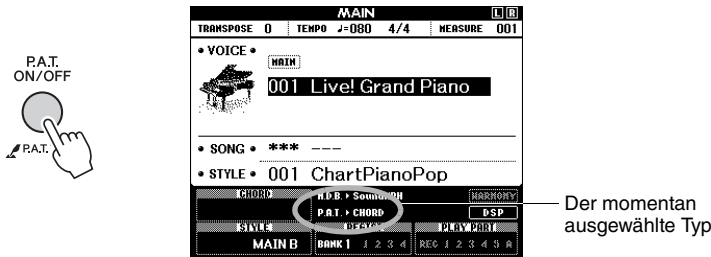 P.A.T.
ON/OFF
P.A.T.
MAIN L R
TRANSPOSE 0 TEMPO ♩=080 4/4 MEASURE 001
• VOICE •
MAIN
001 Live! Grand Piano
• SONG • *** ---
• STYLE • 001 ChartPianoPop
CHORD M.D.B. ▸ SoundOfH HARMONY
P.A.T. ▸ CHORD DSP
STYLE REGIST PLAY PART
MAIN B BANK 1 1 2 3 4 REC 1 2 3 4 5 A
Der momentan
ausgewählte Typ